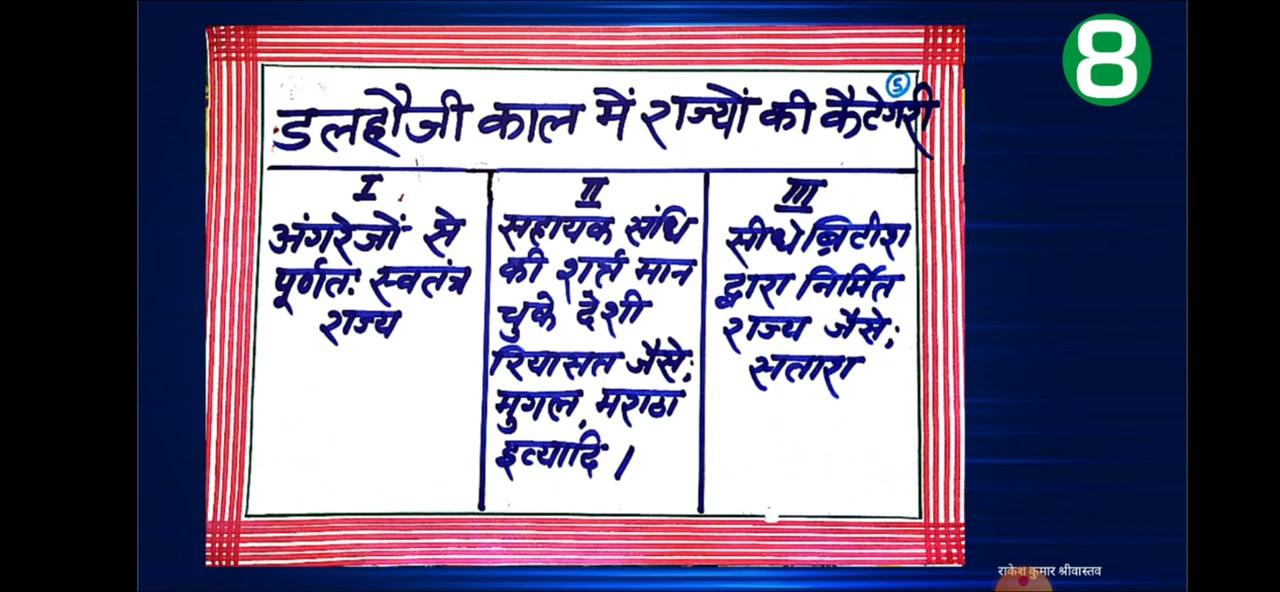 8
5
डलहौजी काल में राज्यों की कैटेगरी
I
अंगरेजों से
पूर्णतः स्वतंत्र
राज्य
II
सहायक संधि
की शर्त्त मान
चुके देशी
रियासत जैसे;
मुगल, मराठा
इत्यादि।
III
सीधे ब्रिटीश
द्वारा निर्मित
राज्य जैसे;
सतारा
राकेश कुमार श्रीवास्तव